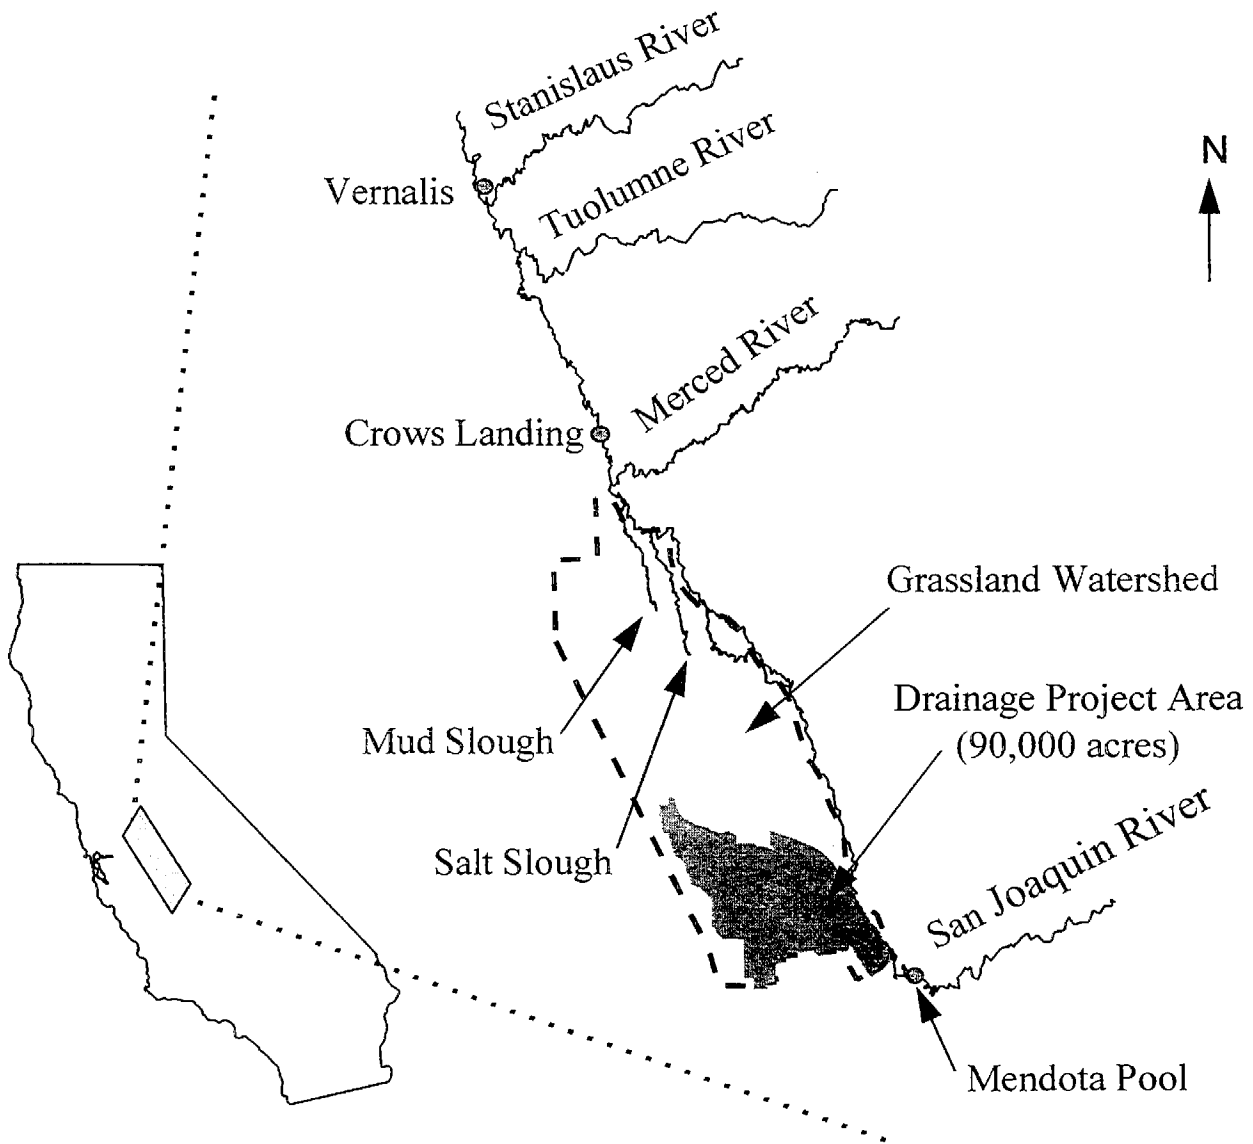 Stanislaus River
N
Tuolumne River
Vernalis
Merced River
Crows Landing
Grassland Watershed
Drainage Project Area
(90,000 acres)
Mud Slough
Salt Slough
San Joaquin River
Mendota Pool